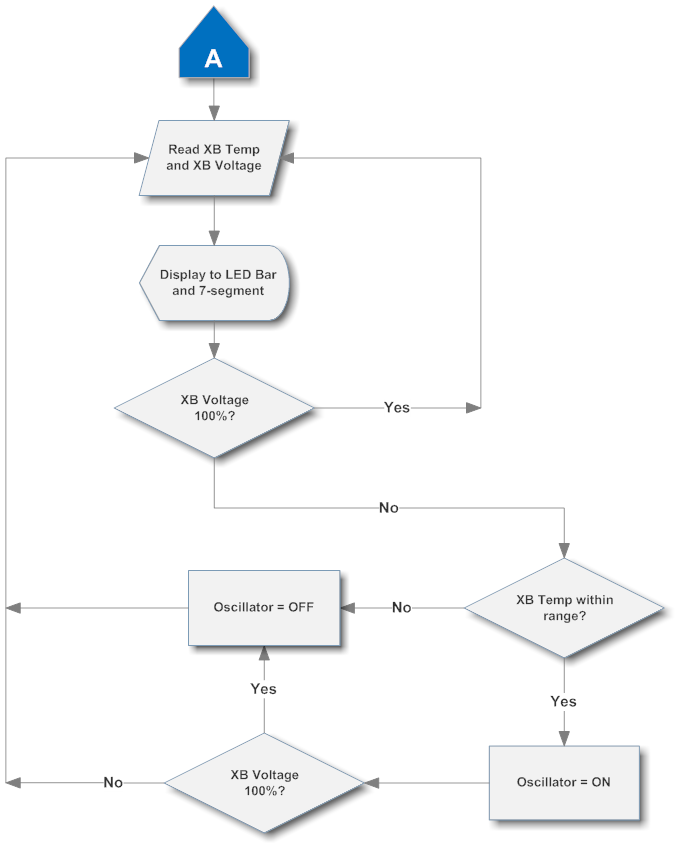 A
Read XB Temp
and XB Voltage
Display to LED Bar
and 7-segment
XB Voltage
100%?
Yes
No
XB Temp within
range?
No
Oscillator = OFF
Yes
Yes
Oscillator = ON
XB Voltage
100%?
No